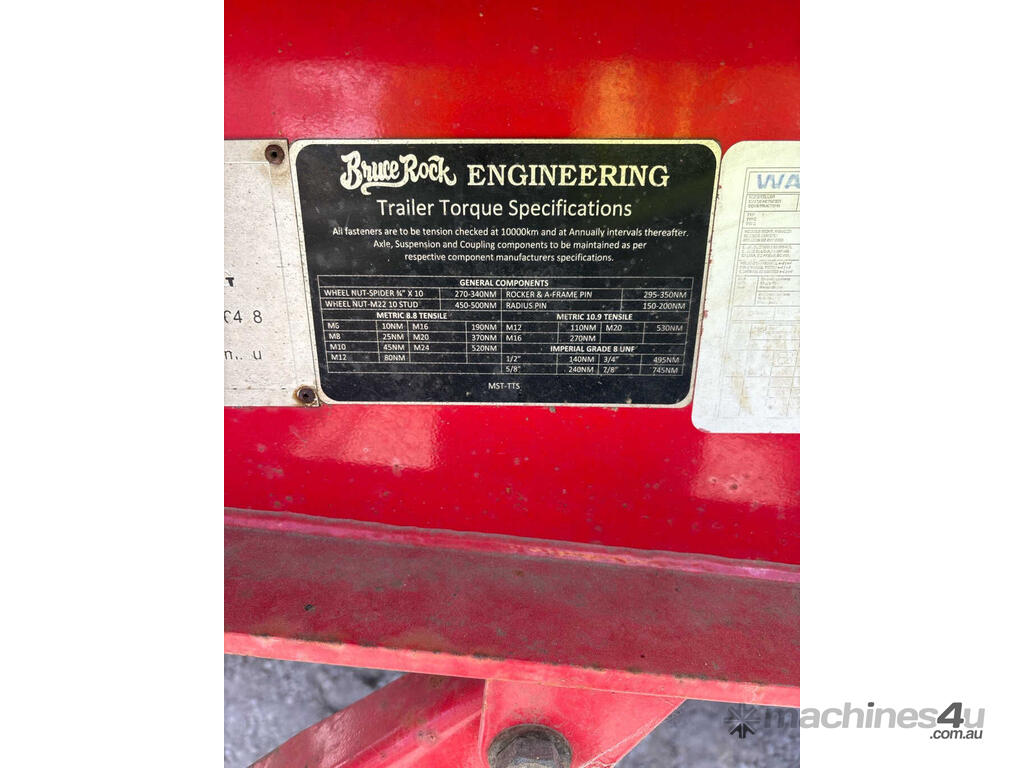 Bruce Rock ENGINEERING
Trailer Torque Specifications
All fasteners are to be tension checked at 10000km and at Annually intervals thereafter.
Axle, Suspension and Coupling components to be maintained as per
respective component manufacturers specifications.
GENERAL COMPONENTS
WHEEL NUT-SPIDER ¾" X 10 270-340NM ROCKER & A-FRAME PIN 295-350NM
WHEEL NUT-M22 10 STUD 450-500NM RADIUS PIN 150-200NM
METRIC 8.8 TENSILE METRIC 10.9 TENSILE
M6 10NM M16 190NM M12 110NM M20 530NM
M8 25NM M20 370NM M16 270NM
M10 45NM M24 520NM IMPERIAL GRADE 8 UNF
M12 80NM 1/2" 140NM 3/4" 495NM
5/8" 240NM 7/8" 745NM
MST-TTS
T
4 8
n.. u
WA
machines4u
.com.au